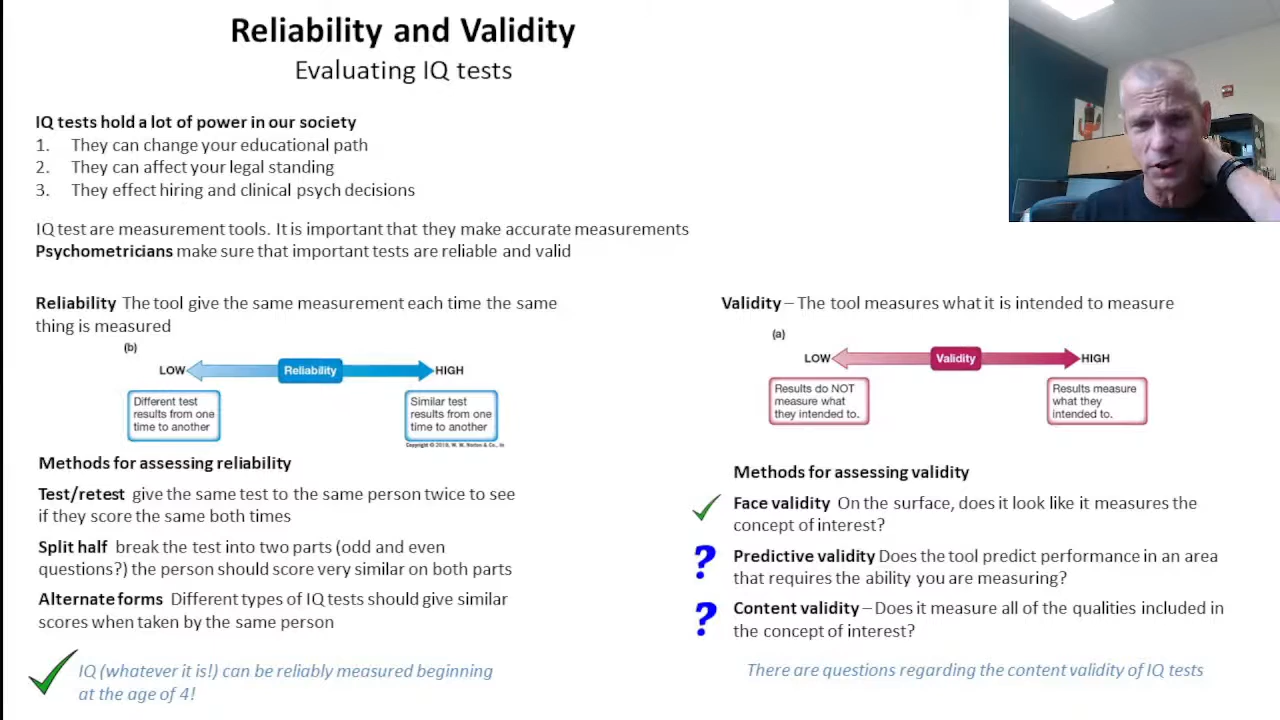 Reliability and Validity
Evaluating IQ tests
IQ tests hold a lot of power in our society
1. They can change your educational path
2. They can affect your legal standing
3. They effect hiring and clinical psych decisions
IQ test are measurement tools. It is important that they make accurate measurements
Psychometricians make sure that important tests are reliable and valid
Reliability The tool give the same measurement each time the same
thing is measured
(b)
LOW Reliability HIGH
Different test
results from one
time to another
Similar test
results from one
time to another
Copyright © 2018, W. W. Norton & Co., In
Methods for assessing reliability
Test/retest give the same test to the same person twice to see
if they score the same both times
Split half break the test into two parts (odd and even
questions?) the person should score very similar on both parts
Alternate forms Different types of IQ tests should give similar
scores when taken by the same person
IQ (whatever it is!) can be reliably measured beginning
at the age of 4!
Validity – The tool measures what it is intended to measure
(a)
LOW Validity HIGH
Results do NOT
measure what
they intended to.
Results measure
what they
intended to.
Methods for assessing validity
Face validity On the surface, does it look like it measures the
concept of interest?
? Predictive validity Does the tool predict performance in an area
that requires the ability you are measuring?
? Content validity – Does it measure all of the qualities included in
the concept of interest?
There are questions regarding the content validity of IQ tests